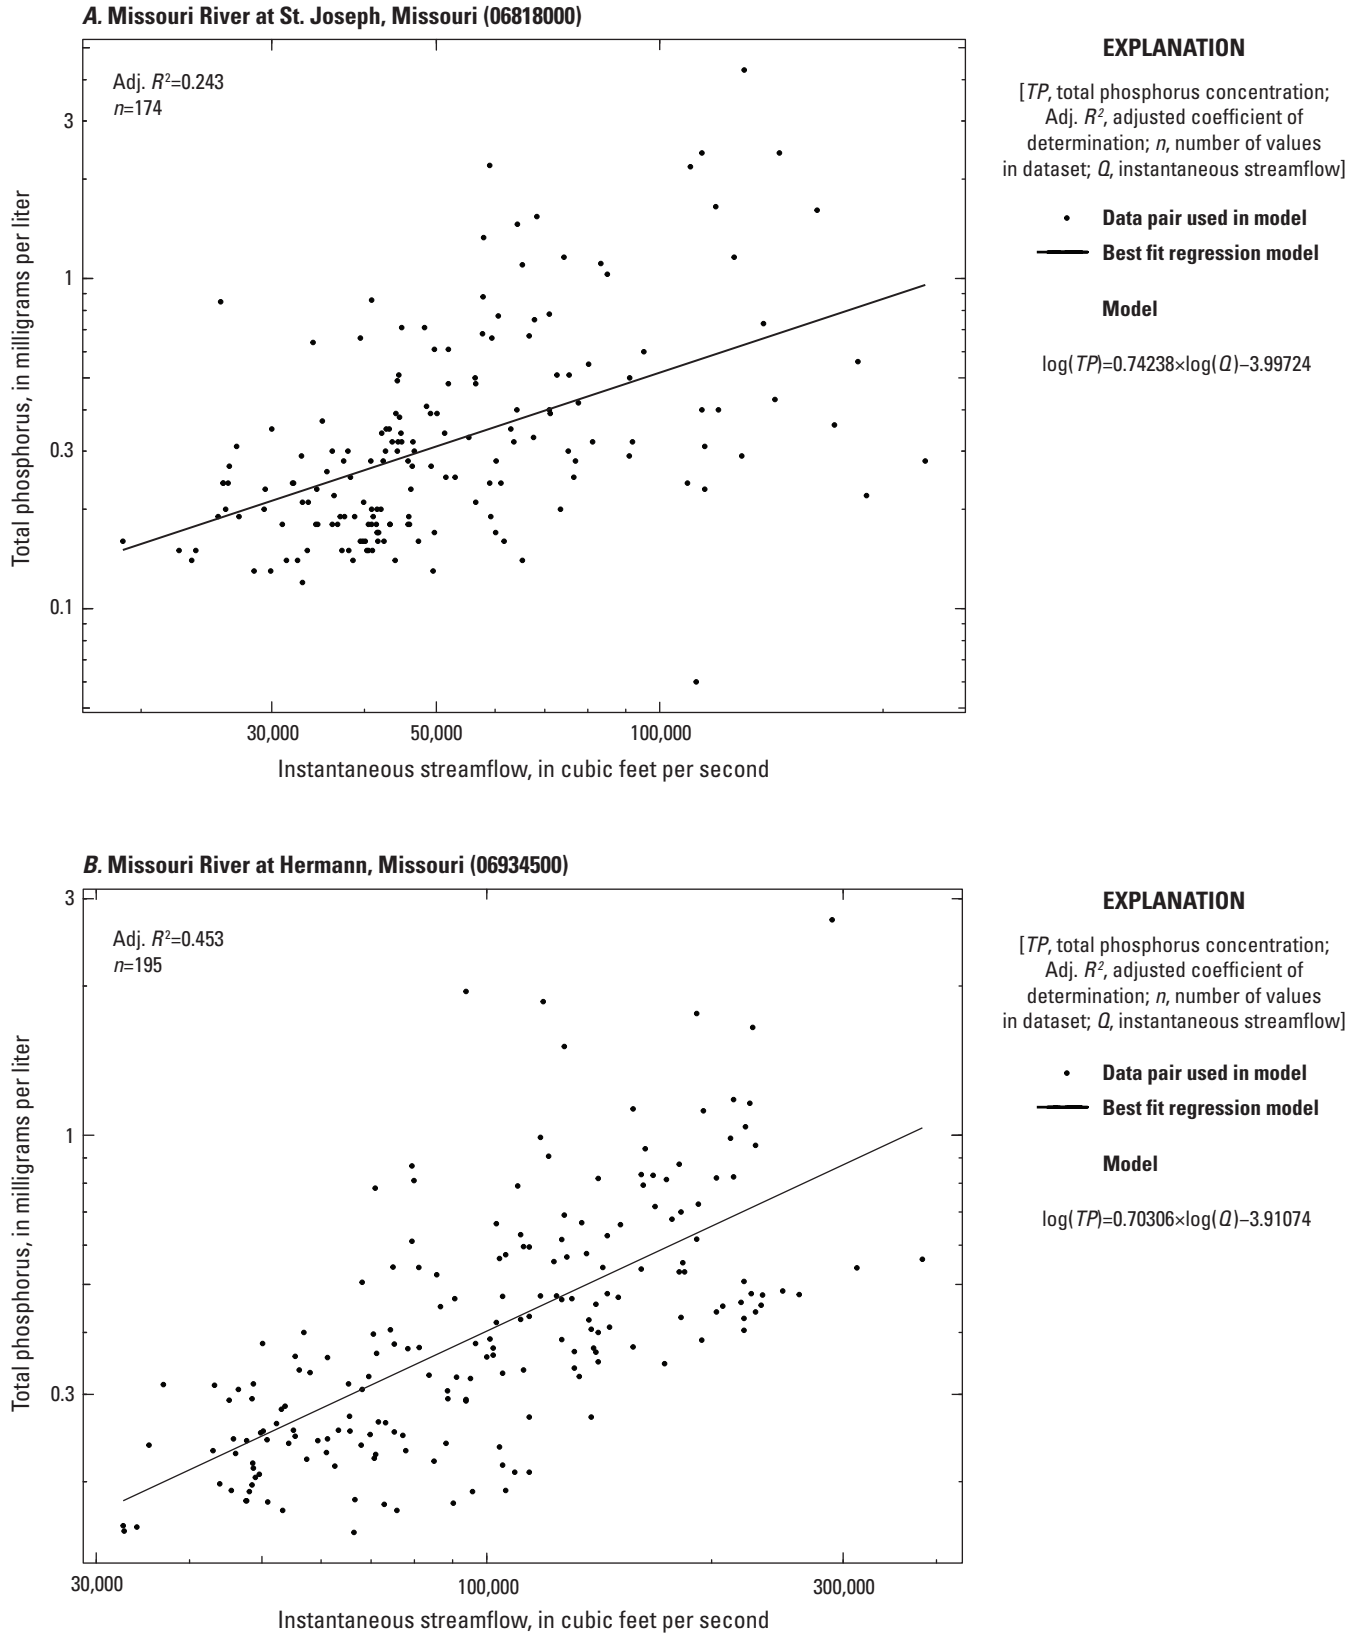 A. Missouri River at St. Joseph, Missouri (06818000)
Adj. R²=0.243
n=174
3
1
0.3
0.1
Total phosphorus, in milligrams per liter
30,000
50,000
100,000
Instantaneous streamflow, in cubic feet per second
EXPLANATION
[TP, total phosphorus concentration;
Adj. R², adjusted coefficient of
determination; n, number of values
in dataset; Q, instantaneous streamflow]
Data pair used in model
Best fit regression model
Model
log(TP)=0.74238×log(Q)−3.99724
B. Missouri River at Hermann, Missouri (06934500)
Adj. R²=0.453
n=195
3
1
0.3
Total phosphorus, in milligrams per liter
30,000
100,000
300,000
Instantaneous streamflow, in cubic feet per second
EXPLANATION
[TP, total phosphorus concentration;
Adj. R², adjusted coefficient of
determination; n, number of values
in dataset; Q, instantaneous streamflow]
Data pair used in model
Best fit regression model
Model
log(TP)=0.70306×log(Q)−3.91074